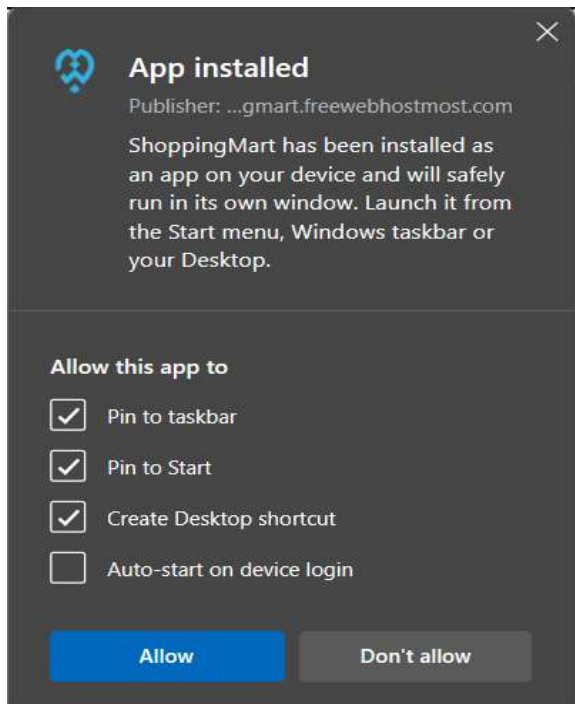 App installed
Publisher: ...gmart.freewebhostmost.com
ShoppingMart has been installed as
an app on your device and will safely
run in its own window. Launch it from
the Start menu, Windows taskbar or
your Desktop.
Allow this app to
Pin to taskbar
Pin to Start
Create Desktop shortcut
Auto-start on device login
Allow
Don't allow